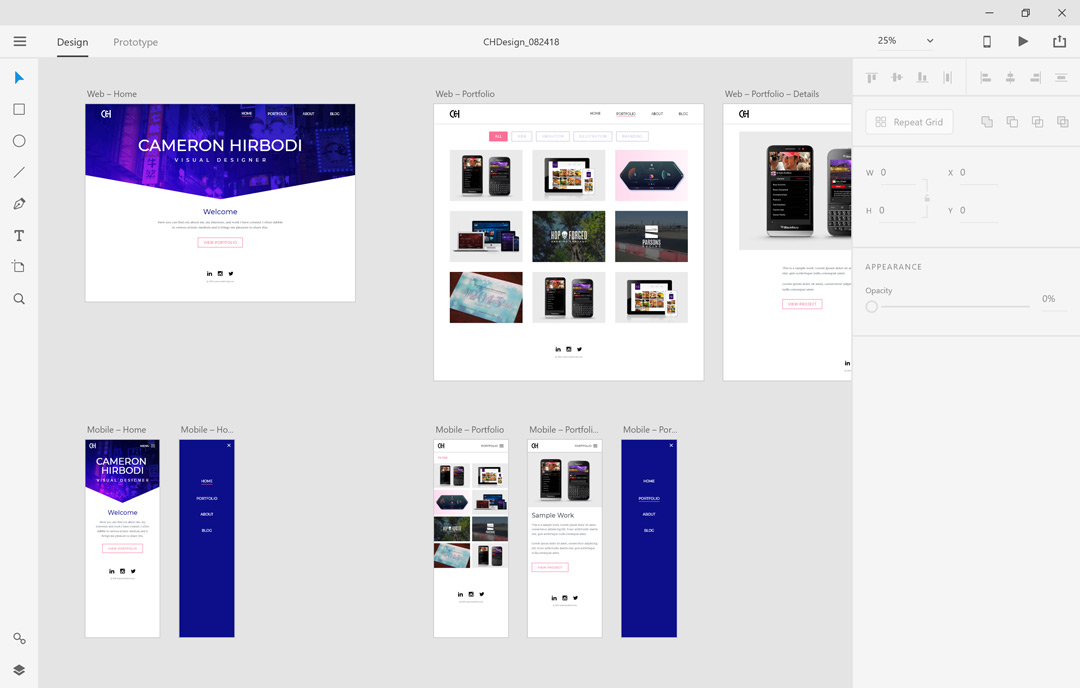 Design
Prototype
CHDesign_082418
25%
Web – Home
CH
HOME
PORTFOLIO
ABOUT
BLOG
CAMERON HIRBODI
VISUAL DESIGNER
Welcome
VIEW PORTFOLIO
Web – Portfolio
CH
HOME
PORTFOLIO
ABOUT
BLOG
ALL
HOP FORGED
PARSONS
Web – Portfolio – Details
CH
VIEW PROJECT
Repeat Grid
W 0
X 0
H 0
Y 0
APPEARANCE
Opacity
0%
Mobile – Home
CH
CAMERON
HIRBODI
VISUAL DESIGNER
Welcome
VIEW PORTFOLIO
Mobile – Ho...
HOME
PORTFOLIO
ABOUT
BLOG
Mobile – Portfolio
CH
PORTFOLIO
Mobile – Portfoli...
CH
PORTFOLIO
Sample Work
VIEW PROJECT
Mobile – Por...
HOME
PORTFOLIO
ABOUT
BLOG